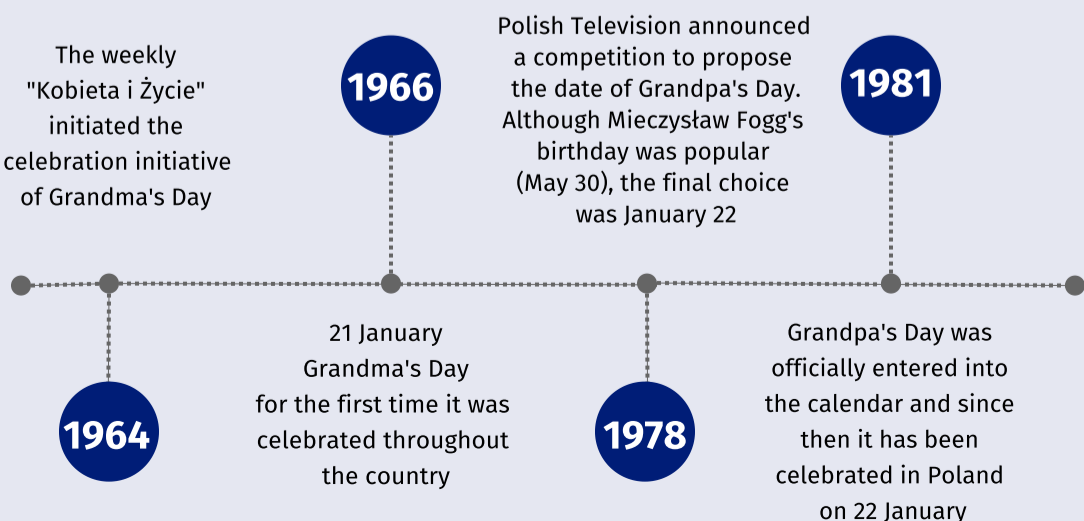 The weekly
"Kobieta i Życie"
initiated the
celebration initiative
of Grandma's Day
1964
1966
21 January
Grandma's Day
for the first time it was
celebrated throughout
the country
Polish Television announced
a competition to propose
the date of Grandpa's Day.
Although Mieczysław Fogg's
birthday was popular
(May 30), the final choice
was January 22
1978
1981
Grandpa's Day was
officially entered into
the calendar and since
then it has been
celebrated in Poland
on 22 January